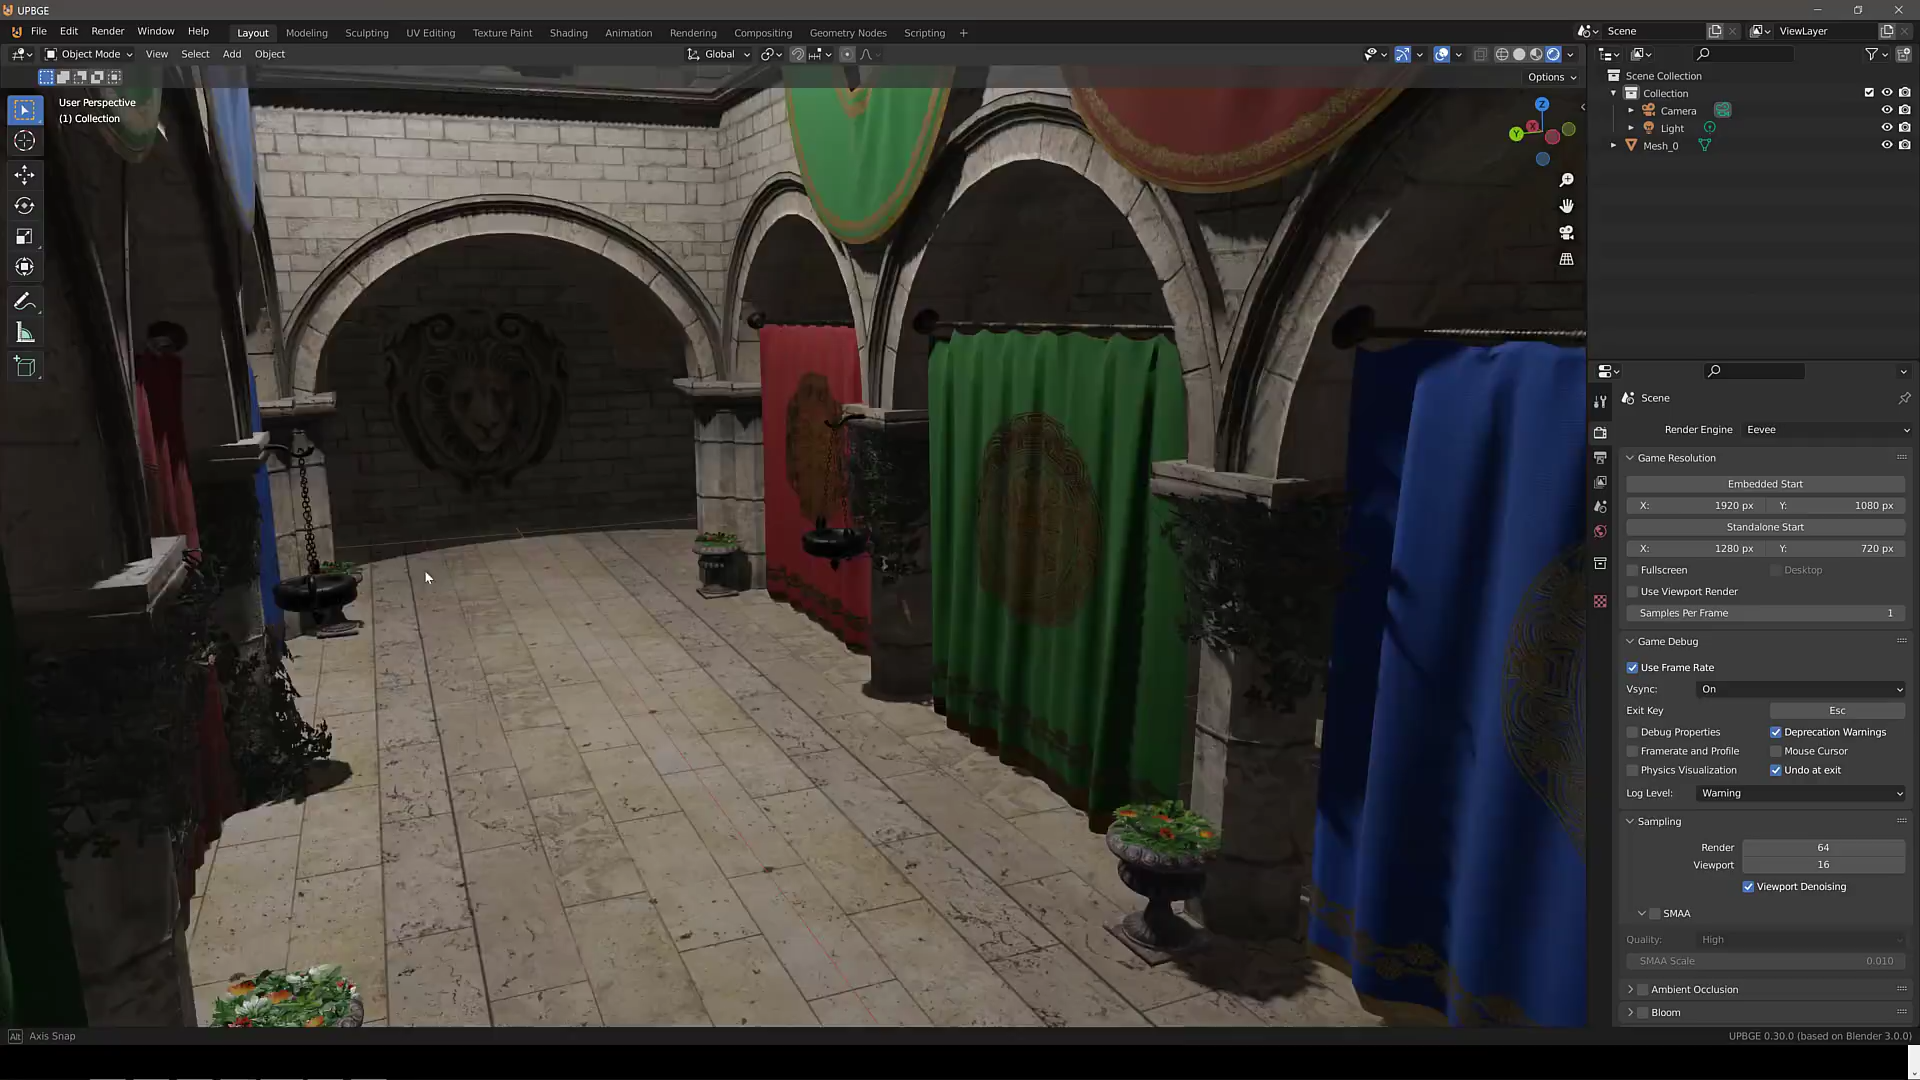 UPBGE
File Edit Render Window Help Layout Modeling Sculpting UV Editing Texture Paint Shading Animation Rendering Compositing Geometry Nodes Scripting + Scene ViewLayer
Object Mode View Select Add Object Global
Options
User Perspective
(1) Collection
Z
Y
X
Scene Collection
Collection
Camera
Light
Mesh_0
Scene
Render Engine Eevee
Game Resolution
Embedded Start
X: 1920 px Y: 1080 px
Standalone Start
X: 1280 px Y: 720 px
Fullscreen Desktop
Use Viewport Render
Samples Per Frame 1
Game Debug
Use Frame Rate
Vsync: On
Exit Key Esc
Debug Properties Deprecation Warnings
Framerate and Profile Mouse Cursor
Physics Visualization Undo at exit
Log Level: Warning
Sampling
Render 64
Viewport 16
Viewport Denoising
SMAA
Quality: High
SMAA Scale 0.010
Ambient Occlusion
Bloom
Alt Axis Snap UPBGE 0.30.0 (based on Blender 3.0.0)